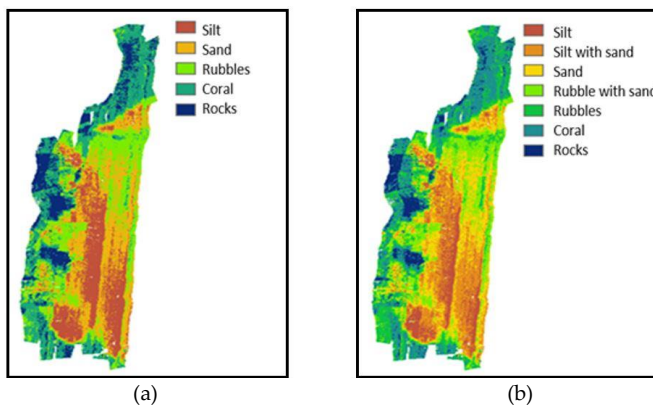 Silt
Sand
Rubbles
Coral
Rocks
Silt
Silt with sand
Sand
Rubble with sand
Rubbles
Coral
Rocks
(a)
(b)